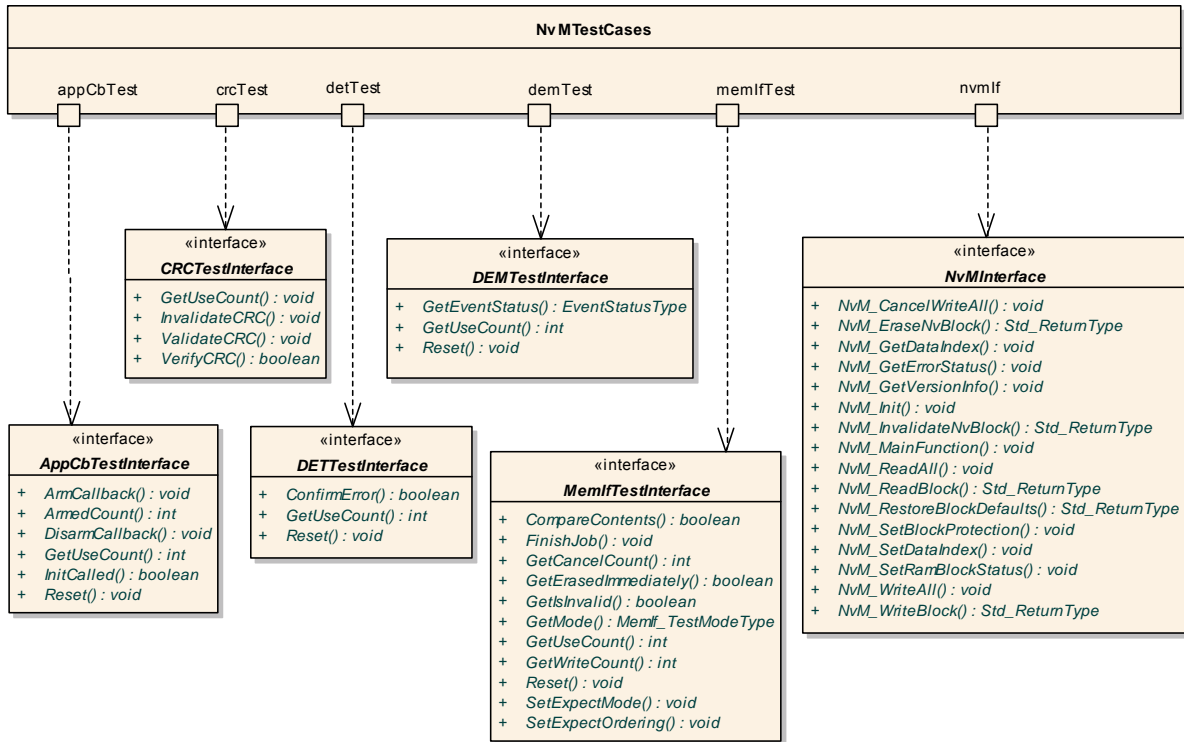 NvMTestCases
appCbTest
crcTest
detTest
demTest
memIfTest
nvmIf
«interface»
CRCTestInterface
+ GetUseCount() : void
+ InvalidateCRC() : void
+ ValidateCRC() : void
+ VerifyCRC() : boolean
«interface»
DEMTestInterface
+ GetEventStatus() : EventStatusType
+ GetUseCount() : int
+ Reset() : void
«interface»
NvMInterface
+ NvM_CancelWriteAll() : void
+ NvM_EraseNvBlock() : Std_ReturnType
+ NvM_GetDataIndex() : void
+ NvM_GetErrorStatus() : void
+ NvM_GetVersionInfo() : void
+ NvM_Init() : void
+ NvM_InvalidateNvBlock() : Std_ReturnType
+ NvM_MainFunction() : void
+ NvM_ReadAll() : void
+ NvM_ReadBlock() : Std_ReturnType
+ NvM_RestoreBlockDefaults() : Std_ReturnType
+ NvM_SetBlockProtection() : void
+ NvM_SetDataIndex() : void
+ NvM_SetRamBlockStatus() : void
+ NvM_WriteAll() : void
+ NvM_WriteBlock() : Std_ReturnType
«interface»
AppCbTestInterface
+ ArmCallback() : void
+ ArmedCount() : int
+ DisarmCallback() : void
+ GetUseCount() : int
+ InitCalled() : boolean
+ Reset() : void
«interface»
DETTestInterface
+ ConfirmError() : boolean
+ GetUseCount() : int
+ Reset() : void
«interface»
MemIfTestInterface
+ CompareContents() : boolean
+ FinishJob() : void
+ GetCancelCount() : int
+ GetErasedImmediately() : boolean
+ GetIsInvalid() : boolean
+ GetMode() : MemIf_TestModeType
+ GetUseCount() : int
+ GetWriteCount() : int
+ Reset() : void
+ SetExpectMode() : void
+ SetExpectOrdering() : void